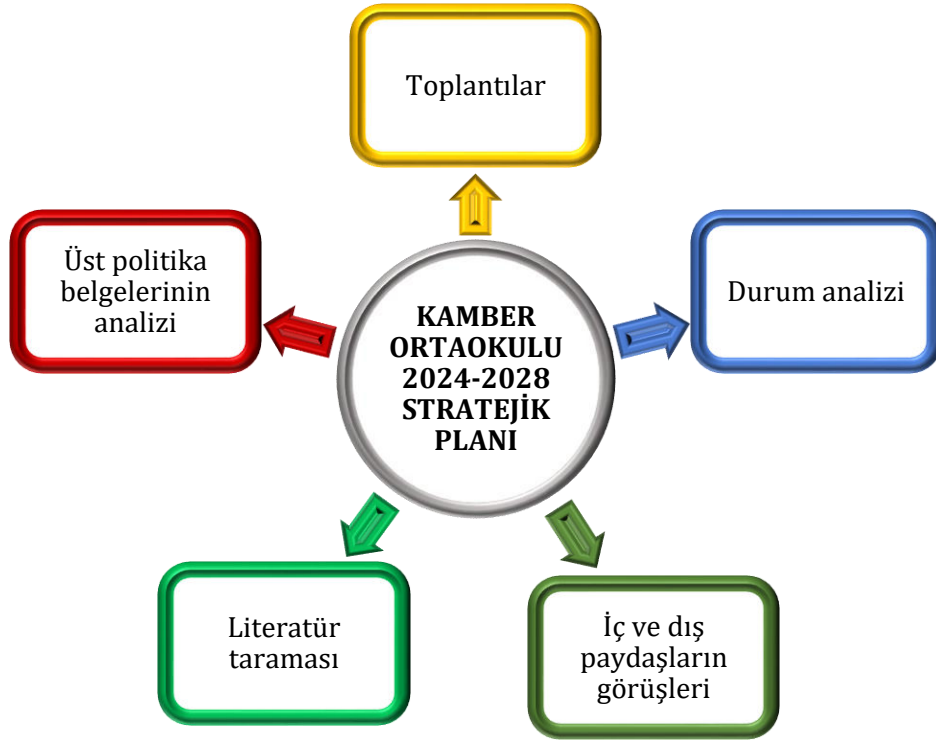 Toplantılar
Üst politika
belgelerinin
analizi
Durum analizi
KAMBER
ORTAOKULU
2024-2028
STRATEJİK
PLANI
Literatür
taraması
İç ve dış
paydaşların
görüşleri